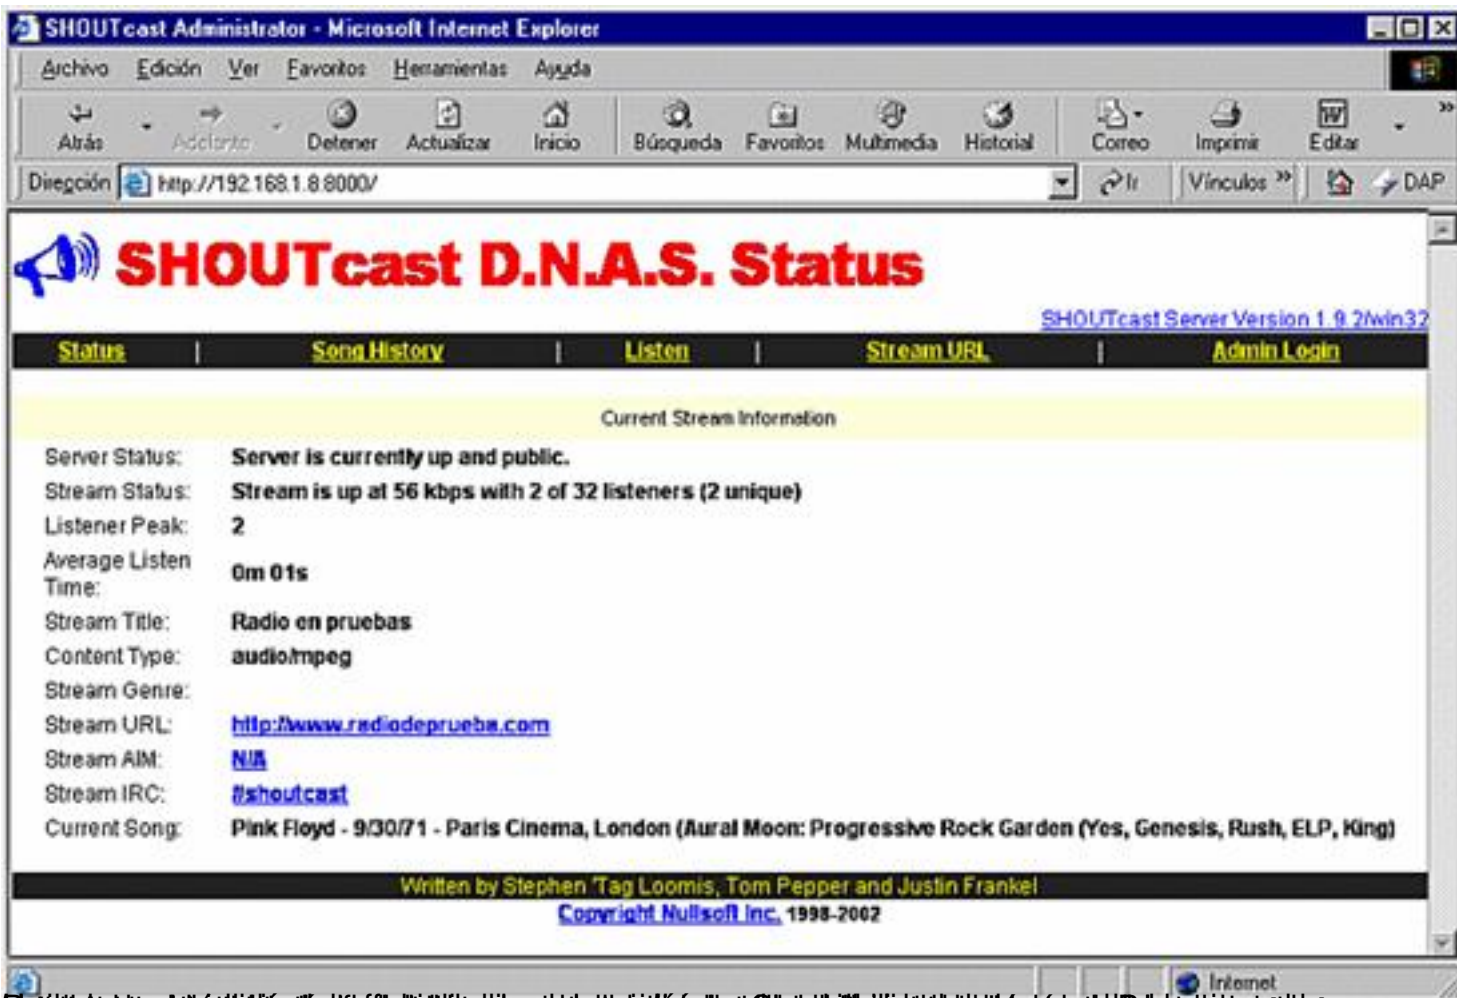 SHOUTcast Administrator - Microsoft Internet Explorer
Archivo Edición Ver Favoritos Herramientas Ayuda
Atrás Adelante Detener Actualizar Inicio Búsqueda Favoritos Multimedia Historial Correo Imprimir Editar
Dirección http://192.168.1.8:8000/ Ir Vínculos » DAP
SHOUTcast D.N.A.S. Status
SHOUTcast Server Version 1.9.2/win32
Status | Song History | Listen | Stream URL | Admin Login
Current Stream Information
Server Status: Server is currently up and public.
Stream Status: Stream is up at 56 kbps with 2 of 32 listeners (2 unique)
Listener Peak: 2
Average Listen Time: 0m 01s
Stream Title: Radio en pruebas
Content Type: audio/mpeg
Stream Genre:
Stream URL: http://www.radiodeprueba.com
Stream AIM: N/A
Stream IRC: #shoutcast
Current Song: Pink Floyd - 9/30/71 - Paris Cinema, London (Aural Moon: Progressive Rock Garden (Yes, Genesis, Rush, ELP, King)
Written by Stephen 'Tag Loomis, Tom Pepper and Justin Frankel
Copyright Nullsoft Inc. 1998-2002
Internet